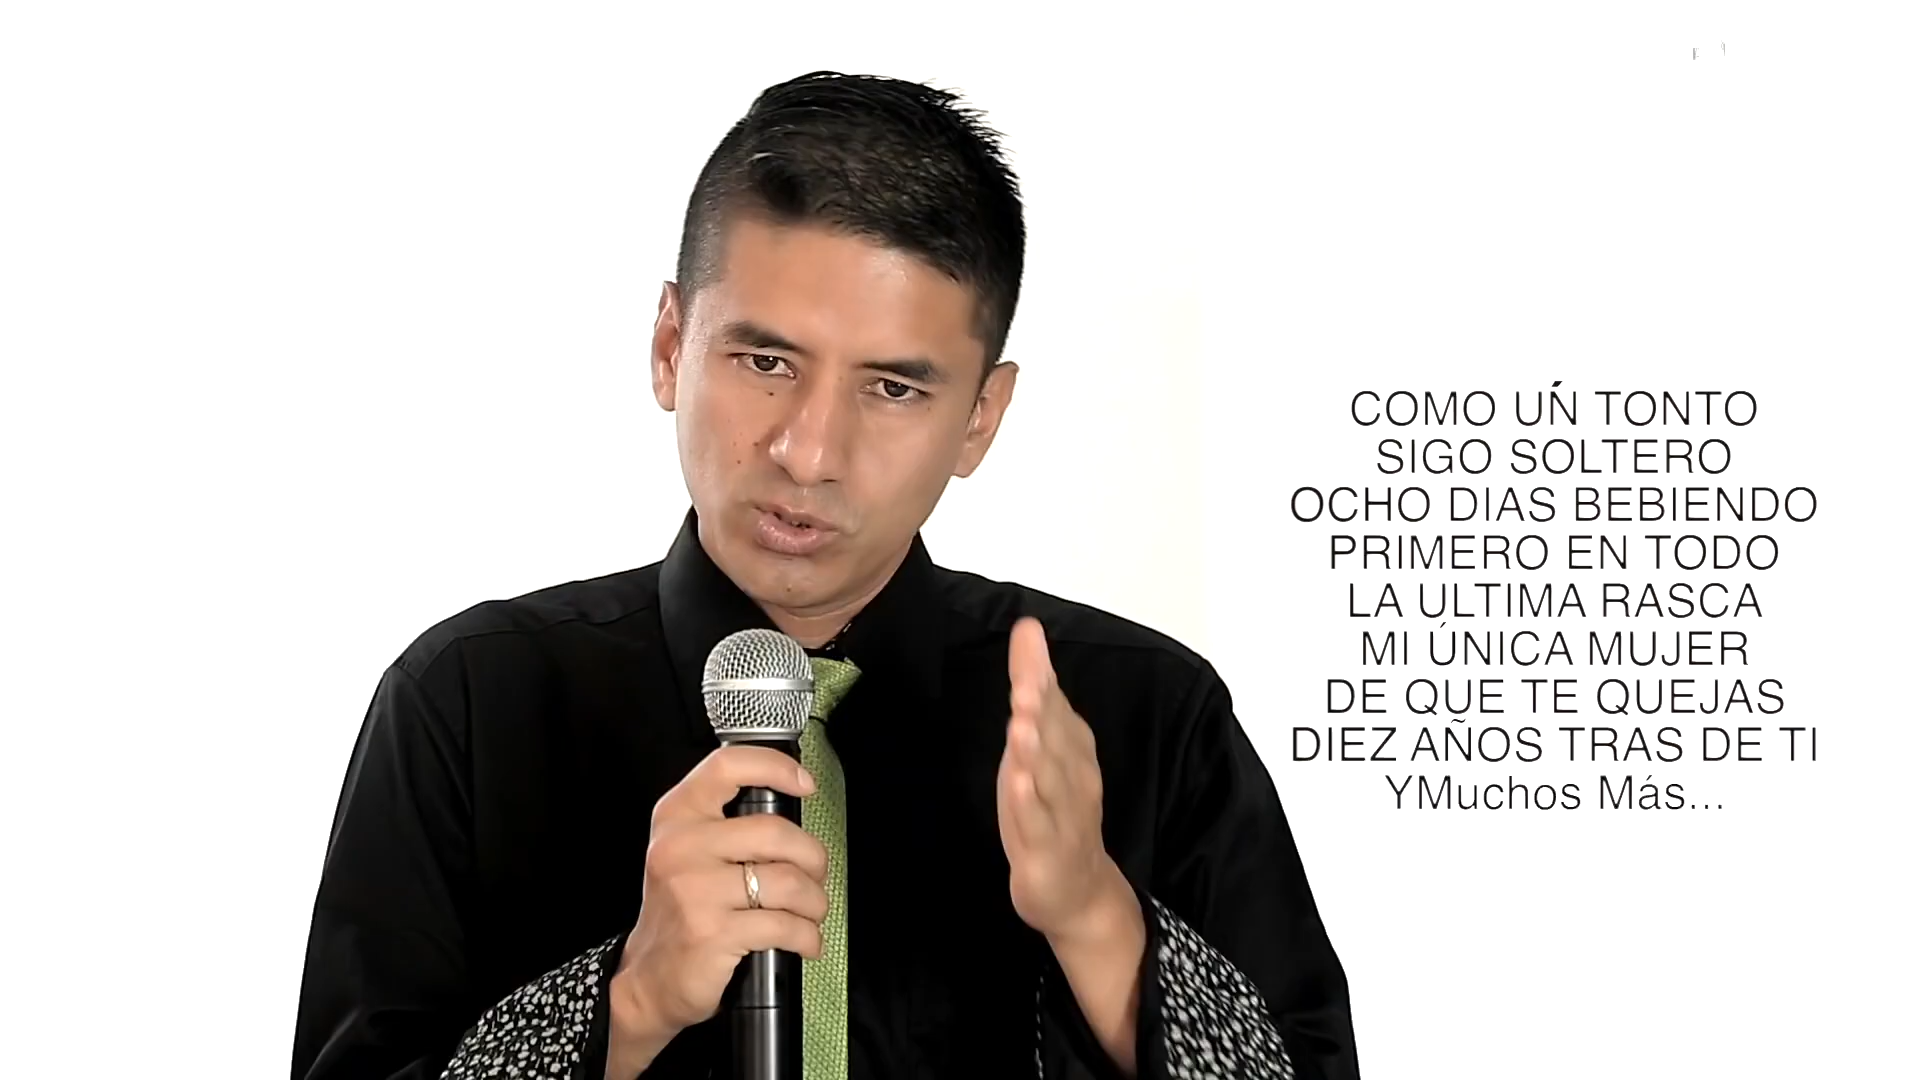 COMO UŃ TONTO
SIGO SOLTERO
OCHO DIAS BEBIENDO
PRIMERO EN TODO
LA ULTIMA RASCA
MI ÚNICA MUJER
DE QUE TE QUEJAS
DIEZ AÑOS TRAS DE TI
YMuchos Más...